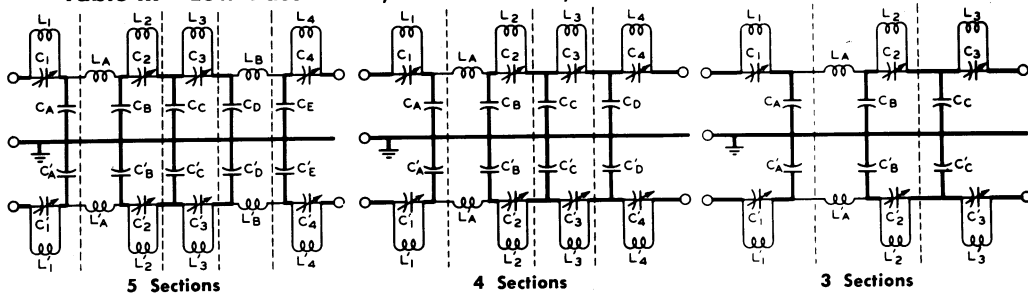 L1 L2 L3 L4
C1 LA C2 C3 LB C4
CA CB CC CD CE
C'A C'B C'C C'D C'E
C'1 L'A C'2 C'3 L'B C'4
L'1 L'2 L'3 L'4
5 Sections
L1 L2 L3 L4
C1 LA C2 C3 C4
CA CB CC CD
C'A C'B C'C C'D
C'1 L'A C'2 C'3 C'4
L'1 L'2 L'3 L'4
4 Sections
L1 L2 L3
C1 LA C2 C3
CA CB CC
C'A C'B C'C
C'1 L'A C'2 C'3
L'1 L'2 L'3
3 Sections